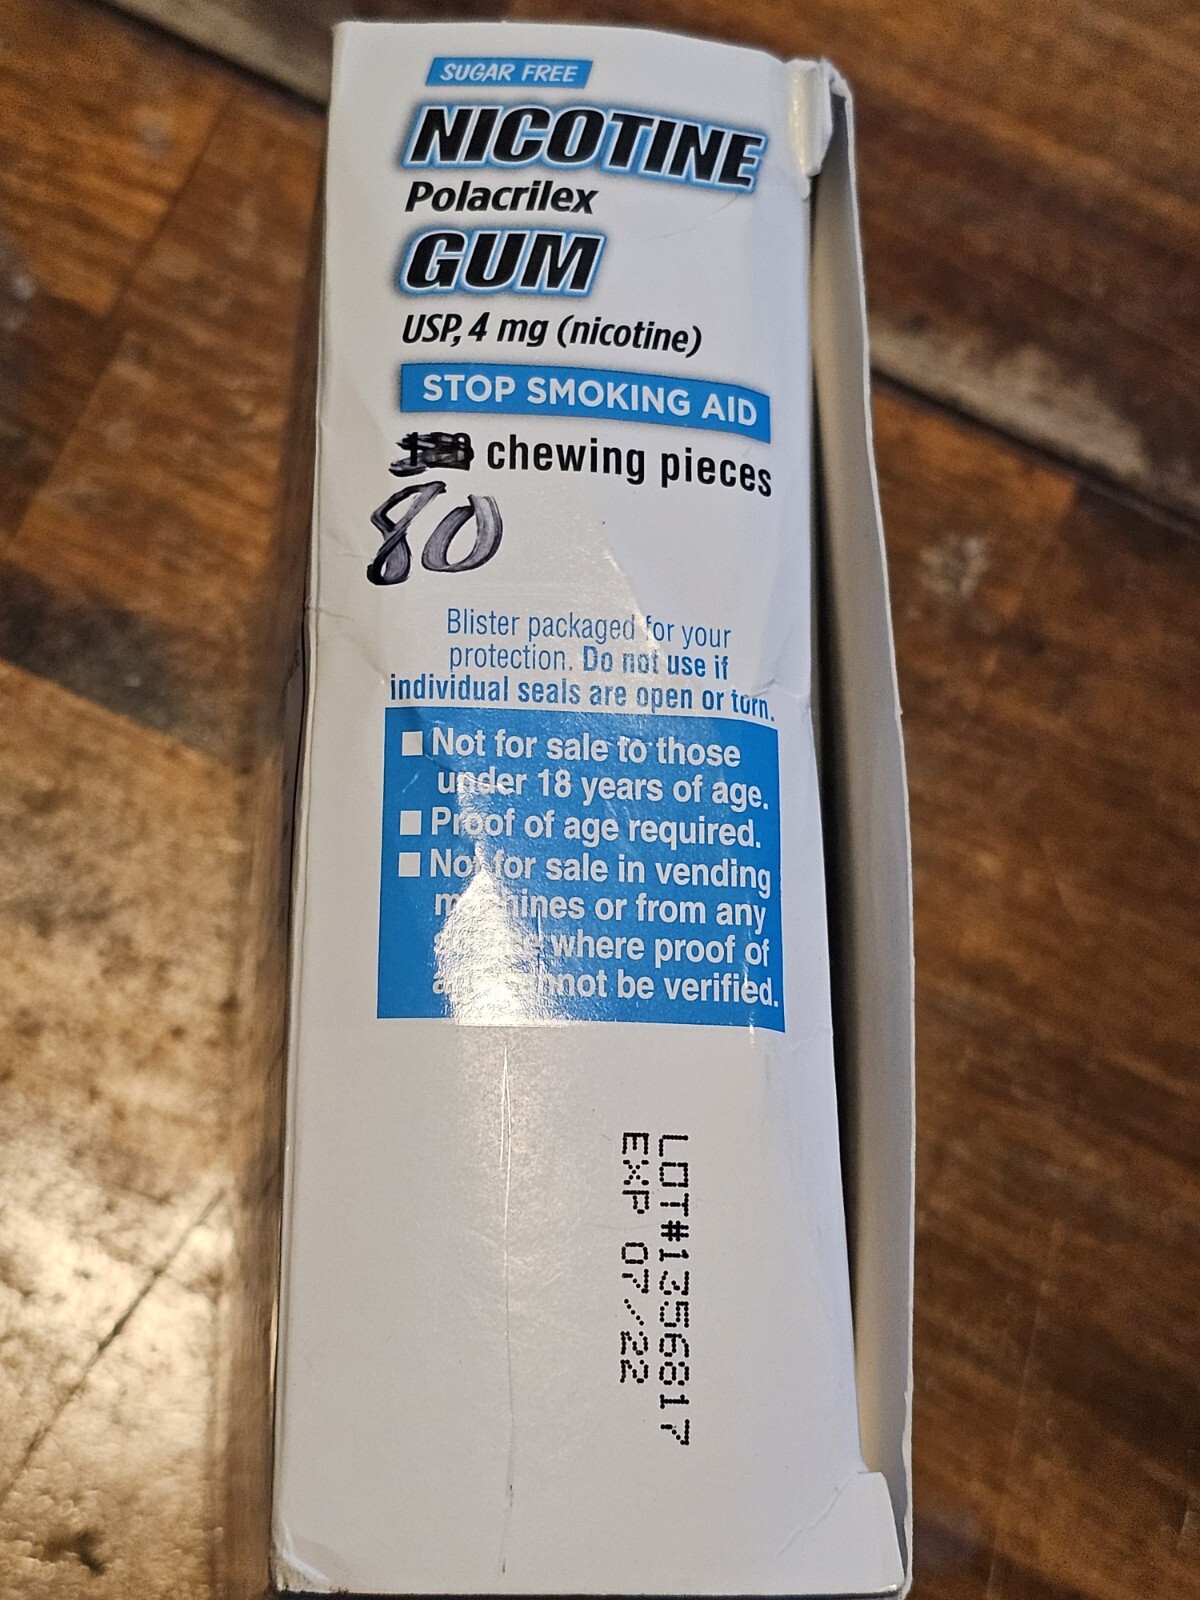 SUGAR FREE
NICOTINE
Polacrilex
GUM
USP, 4 mg (nicotine)
STOP SMOKING AID
chewing pieces
80
Blister packaged for your
protection. Do not use if
individual seals are open or torn.
Not for sale to those
under 18 years of age.
Proof of age required.
Not for sale in vending
machines or from any
where proof of
cannot be verified.
LOT#1356817
EXP 07/22